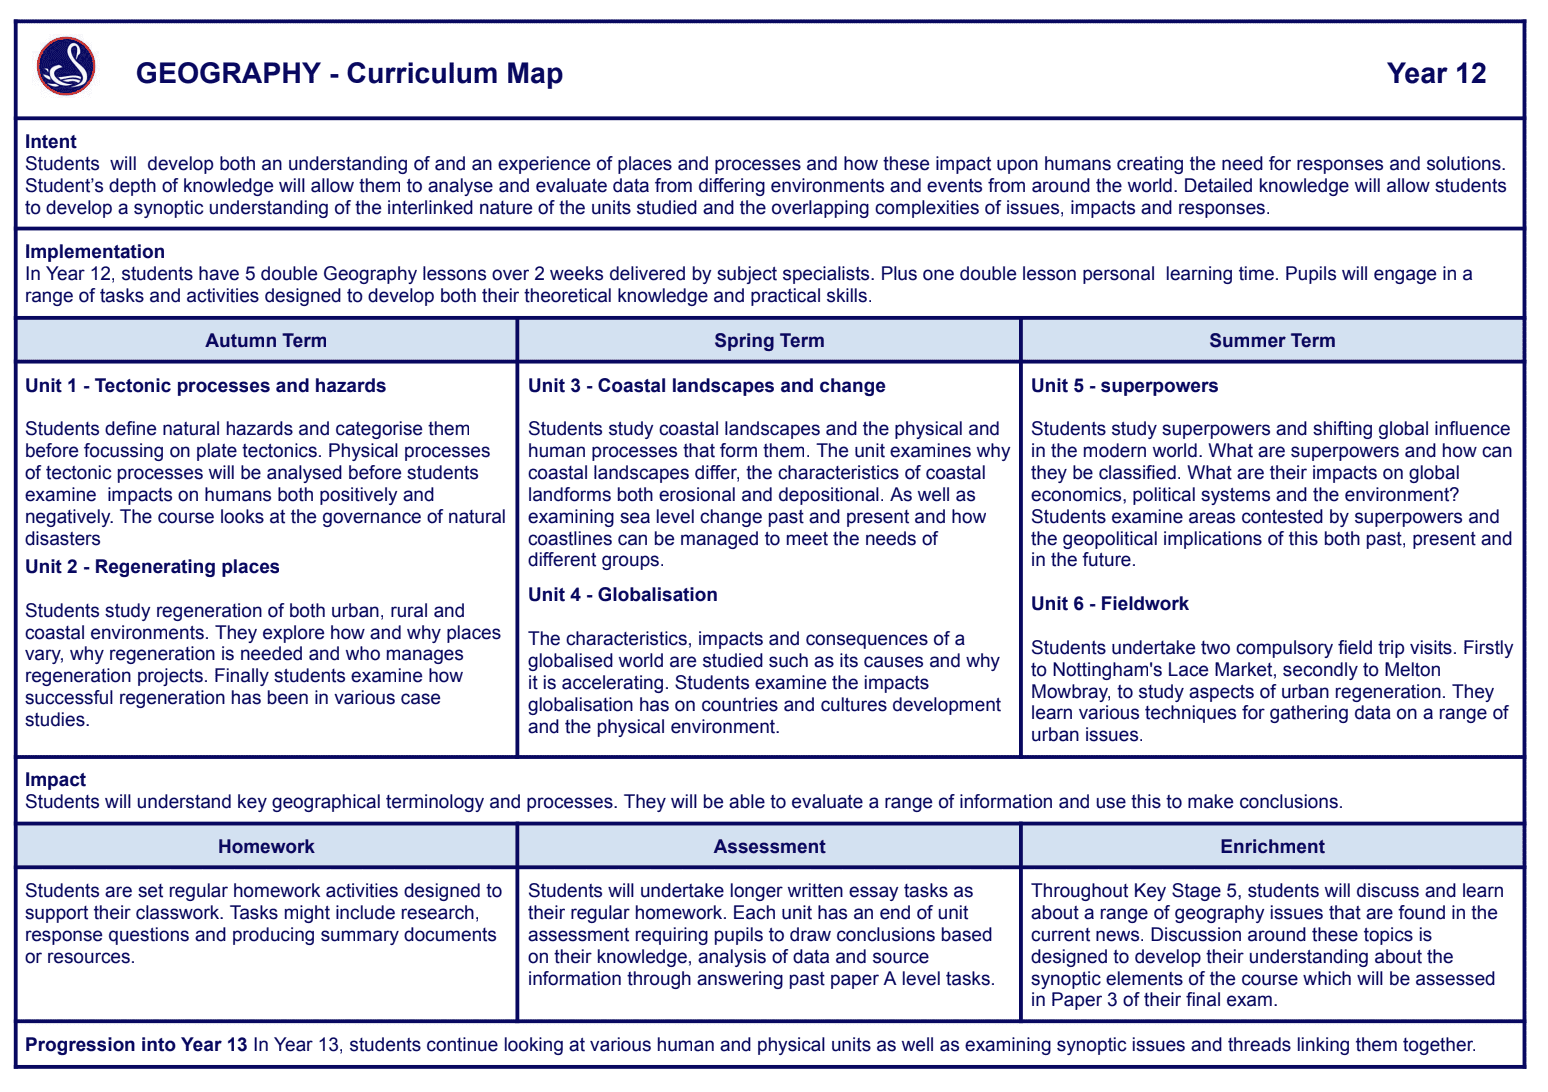 GEOGRAPHY - Curriculum Map
Year 12
Intent
Students will develop both an understanding of and an experience of places and processes and how these impact upon humans creating the need for responses and solutions.
Student’s depth of knowledge will allow them to analyse and evaluate data from differing environments and events from around the world. Detailed knowledge will allow students
to develop a synoptic understanding of the interlinked nature of the units studied and the overlapping complexities of issues, impacts and responses.
Implementation
In Year 12, students have 5 double Geography lessons over 2 weeks delivered by subject specialists. Plus one double lesson personal learning time. Pupils will engage in a
range of tasks and activities designed to develop both their theoretical knowledge and practical skills.
Autumn Term
Unit 1 - Tectonic processes and hazards
Students define natural hazards and categorise them
before focussing on plate tectonics. Physical processes
of tectonic processes will be analysed before students
examine impacts on humans both positively and
negatively. The course looks at the governance of natural
disasters
Unit 2 - Regenerating places
Students study regeneration of both urban, rural and
coastal environments. They explore how and why places
vary, why regeneration is needed and who manages
regeneration projects. Finally students examine how
successful regeneration has been in various case
studies.
Spring Term
Unit 3 - Coastal landscapes and change
Students study coastal landscapes and the physical and
human processes that form them. The unit examines why
coastal landscapes differ, the characteristics of coastal
landforms both erosional and depositional. As well as
examining sea level change past and present and how
coastlines can be managed to meet the needs of
different groups.
Unit 4 - Globalisation
The characteristics, impacts and consequences of a
globalised world are studied such as its causes and why
it is accelerating. Students examine the impacts
globalisation has on countries and cultures development
and the physical environment.
Summer Term
Unit 5 - superpowers
Students study superpowers and shifting global influence
in the modern world. What are superpowers and how can
they be classified. What are their impacts on global
economics, political systems and the environment?
Students examine areas contested by superpowers and
the geopolitical implications of this both past, present and
in the future.
Unit 6 - Fieldwork
Students undertake two compulsory field trip visits. Firstly
to Nottingham's Lace Market, secondly to Melton
Mowbray, to study aspects of urban regeneration. They
learn various techniques for gathering data on a range of
urban issues.
Impact
Students will understand key geographical terminology and processes. They will be able to evaluate a range of information and use this to make conclusions.
Homework
Students are set regular homework activities designed to
support their classwork. Tasks might include research,
response questions and producing summary documents
or resources.
Assessment
Students will undertake longer written essay tasks as
their regular homework. Each unit has an end of unit
assessment requiring pupils to draw conclusions based
on their knowledge, analysis of data and source
information through answering past paper A level tasks.
Enrichment
Throughout Key Stage 5, students will discuss and learn
about a range of geography issues that are found in the
current news. Discussion around these topics is
designed to develop their understanding about the
synoptic elements of the course which will be assessed
in Paper 3 of their final exam.
Progression into Year 13 In Year 13, students continue looking at various human and physical units as well as examining synoptic issues and threads linking them together.